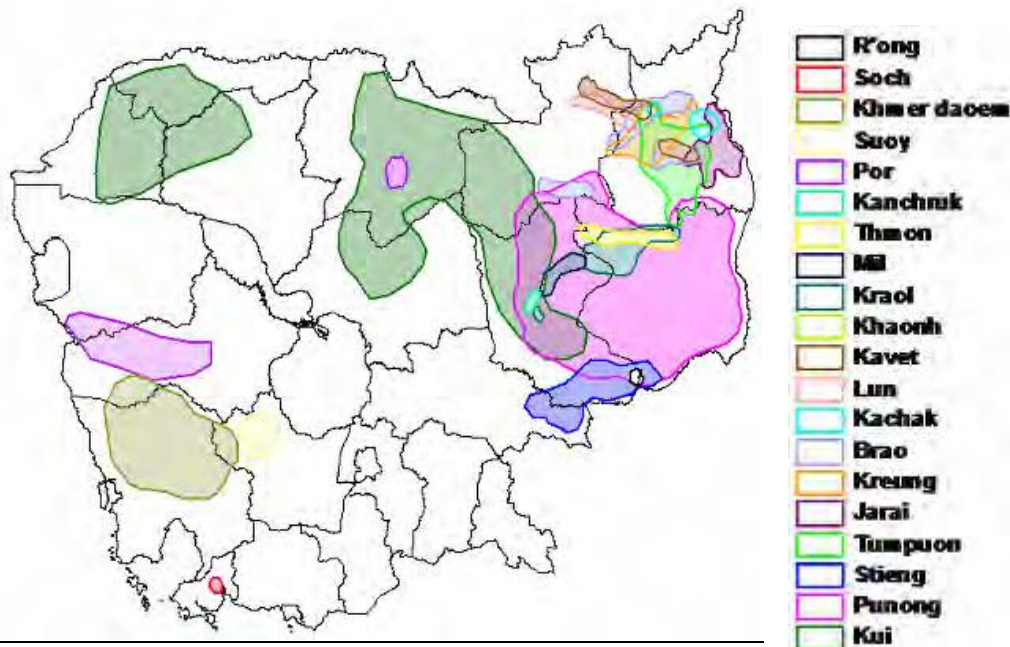 R'ong
Soch
Khmer daoem
Suoy
Por
Kanchruk
Thmon
Mil
Kraol
Khaonh
Kavet
Lun
Kachak
Brao
Kreung
Jarai
Tumpuon
Stieng
Punong
Kui